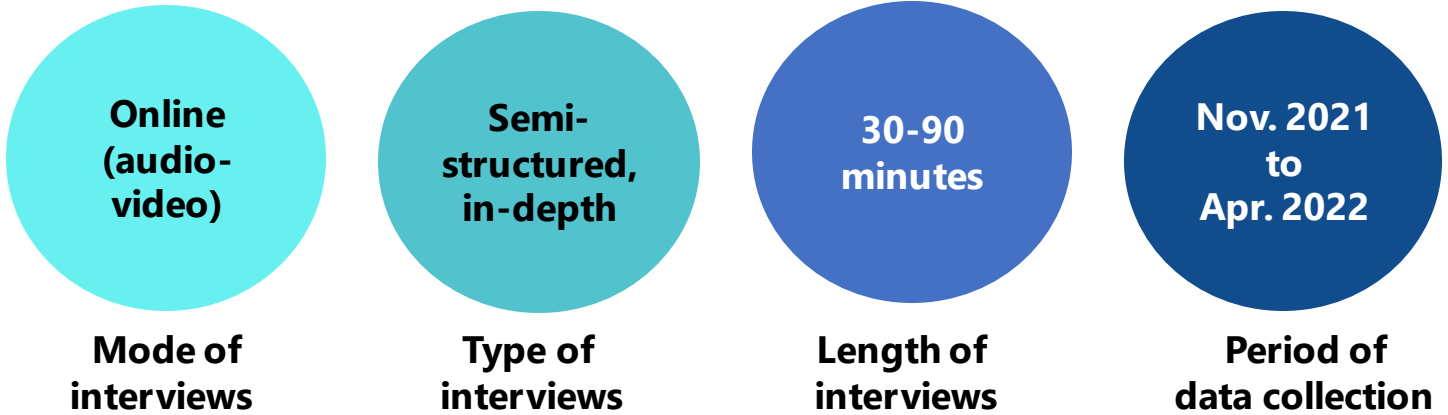 Online
(audio-
video)
Semi-
structured,
in-depth
30-90
minutes
Nov. 2021
to
Apr. 2022
Mode of
interviews
Type of
interviews
Length of
interviews
Period of
data collection